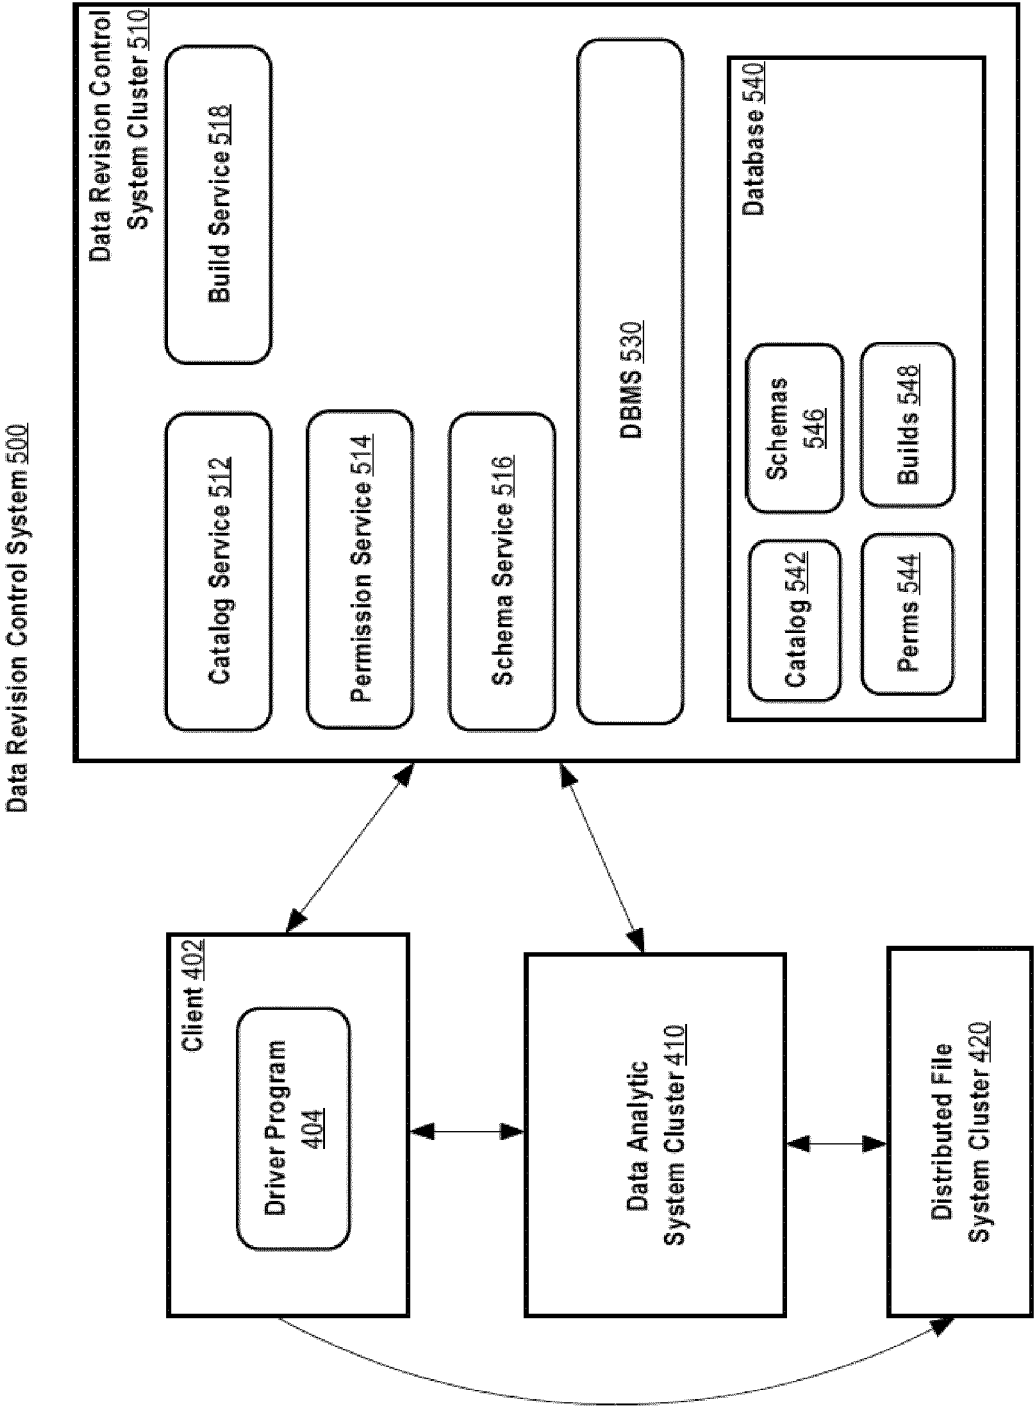 Data Revision Control System 500
Client 402
Driver Program
404
Data Analytic
System Cluster 410
Distributed File
System Cluster 420
Data Revision Control
System Cluster 510
Catalog Service 512
Build Service 518
Permission Service 514
Schema Service 516
DBMS 530
Database 540
Catalog 542
Schemas
546
Perms 544
Builds 548